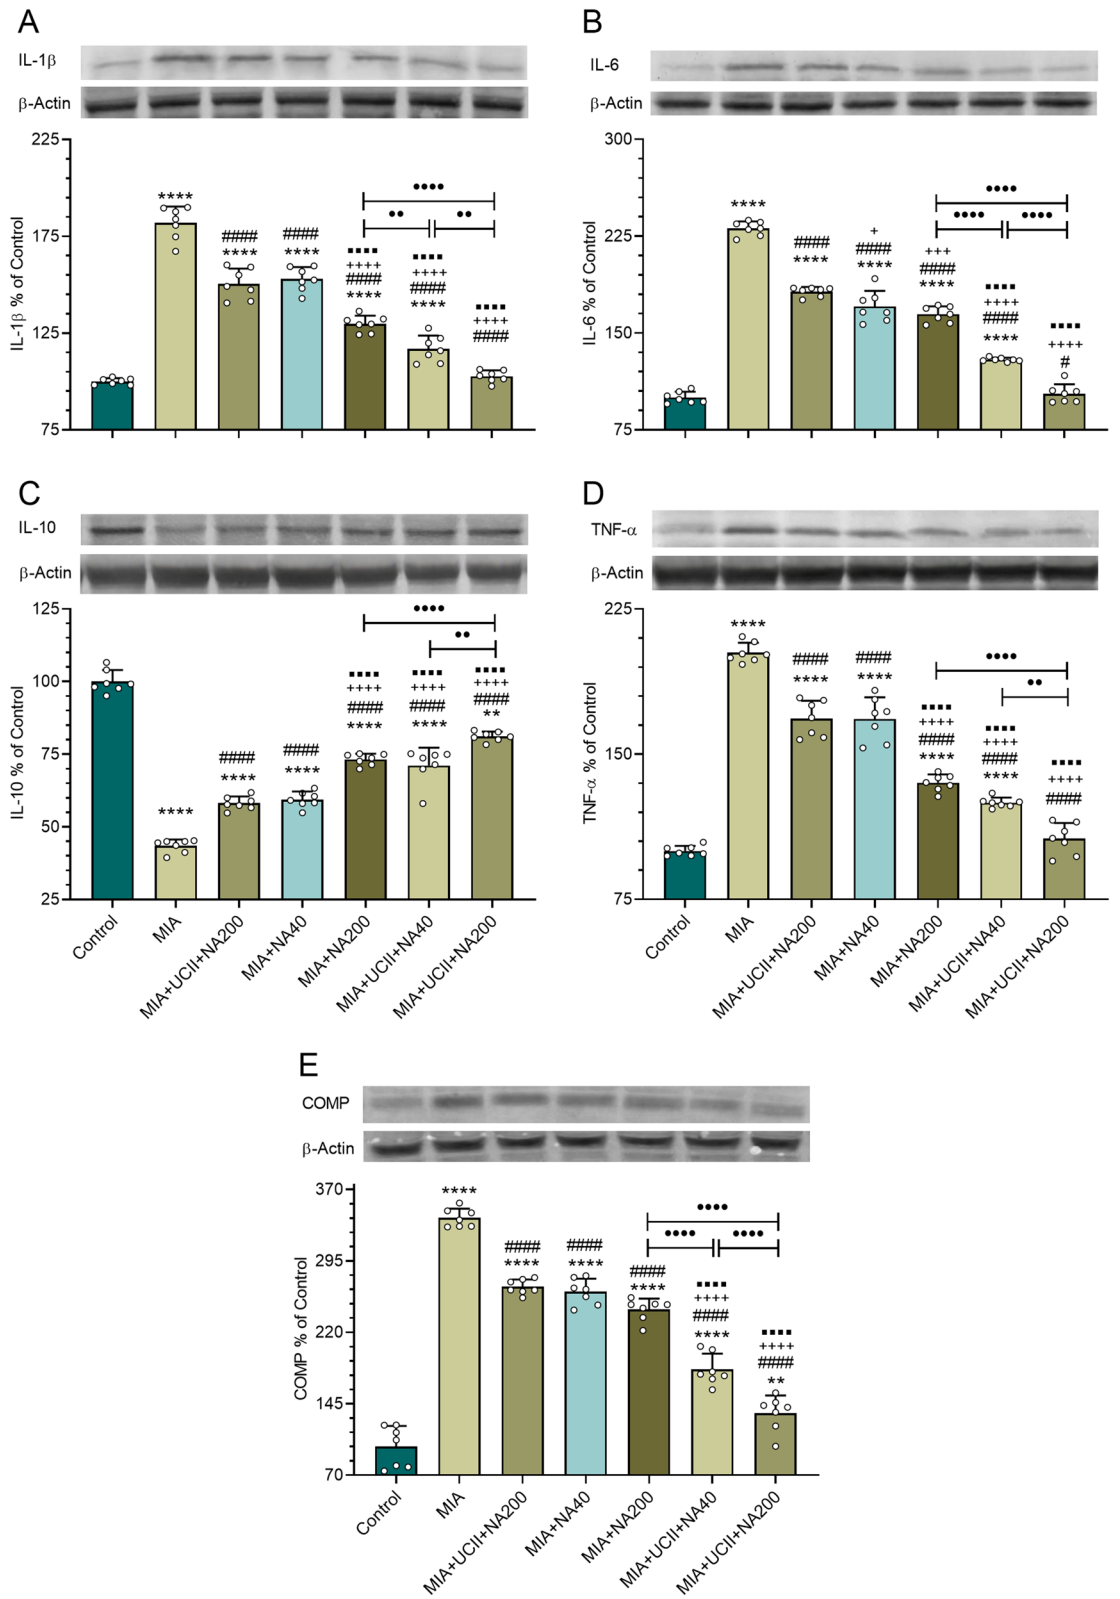 A
IL-1β
β-Actin
225
175
125
75
IL-1β % of Control
****
####
****
####
****
■■■■
++++
####
****
■■■■
++++
####
****
■■■■
++++
####
••••
••
••
B
IL-6
β-Actin
300
225
150
75
IL-6 % of Control
****
####
****
+
####
****
+++
####
****
■■■■
++++
####
****
■■■■
++++
#
••••
••••
••••
C
IL-10
β-Actin
125
100
75
50
25
IL-10 % of Control
****
####
****
####
****
■■■■
++++
####
****
■■■■
++++
####
****
■■■■
++++
####
**
••••
••
Control
MIA
MIA+UCII+NA200
MIA+NA40
MIA+NA200
MIA+UCII+NA40
MIA+UCII+NA200
D
TNF-α
β-Actin
225
150
75
TNF-α % of Control
****
####
****
####
****
■■■■
++++
####
****
■■■■
++++
####
****
■■■■
++++
####
••••
••
Control
MIA
MIA+UCII+NA200
MIA+NA40
MIA+NA200
MIA+UCII+NA40
MIA+UCII+NA200
E
COMP
β-Actin
370
295
220
145
70
COMP % of Control
****
####
****
####
****
####
****
■■■■
++++
####
****
■■■■
++++
####
**
••••
••••
••••
Control
MIA
MIA+UCII+NA200
MIA+NA40
MIA+NA200
MIA+UCII+NA40
MIA+UCII+NA200